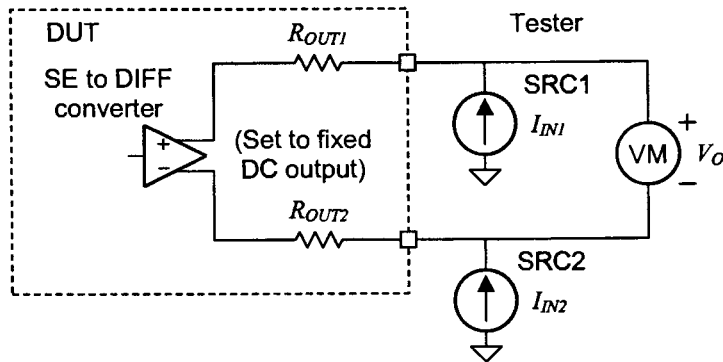 DUT
R_OUT1
Tester
SE to DIFF
converter
+
−
(Set to fixed
DC output)
SRC1
I_IN1
VM
+
V_O
−
R_OUT2
SRC2
I_IN2